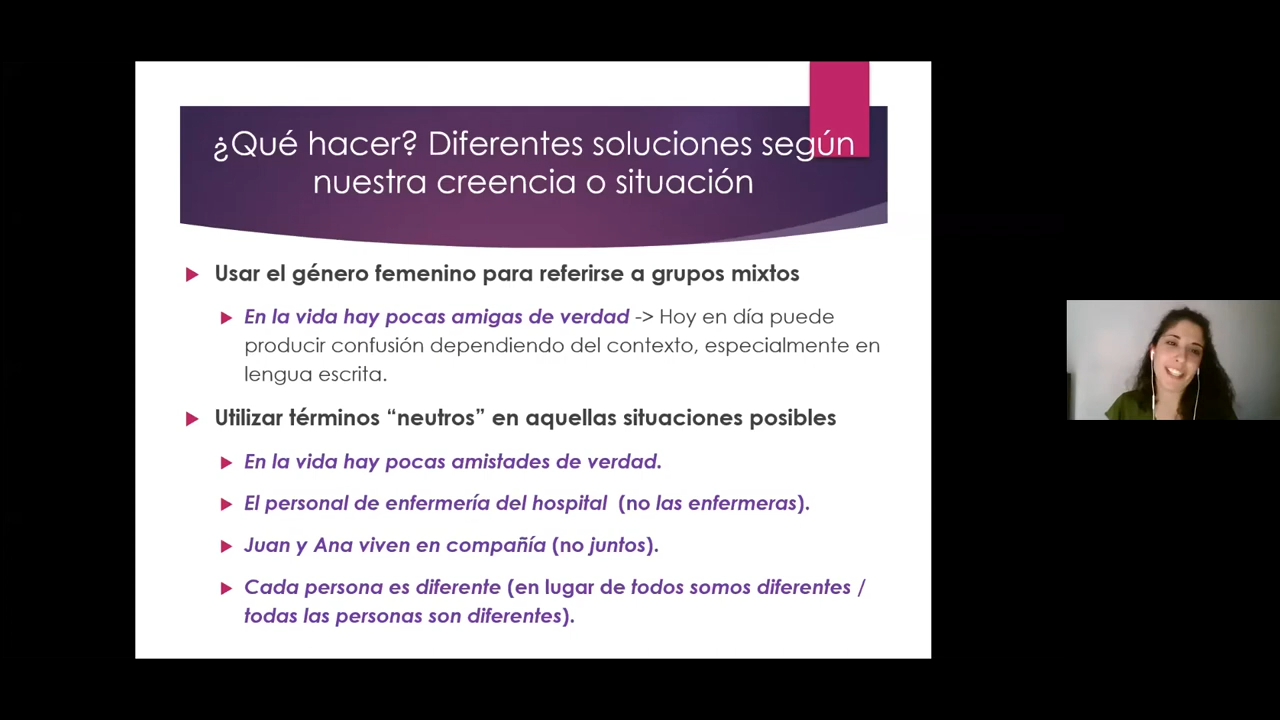 ¿Qué hacer? Diferentes soluciones según
nuestra creencia o situación
Usar el género femenino para referirse a grupos mixtos
En la vida hay pocas amigas de verdad -> Hoy en día puede
producir confusión dependiendo del contexto, especialmente en
lengua escrita.
Utilizar términos “neutros” en aquellas situaciones posibles
En la vida hay pocas amistades de verdad.
El personal de enfermería del hospital (no las enfermeras).
Juan y Ana viven en compañía (no juntos).
Cada persona es diferente (en lugar de todos somos diferentes /
todas las personas son diferentes).